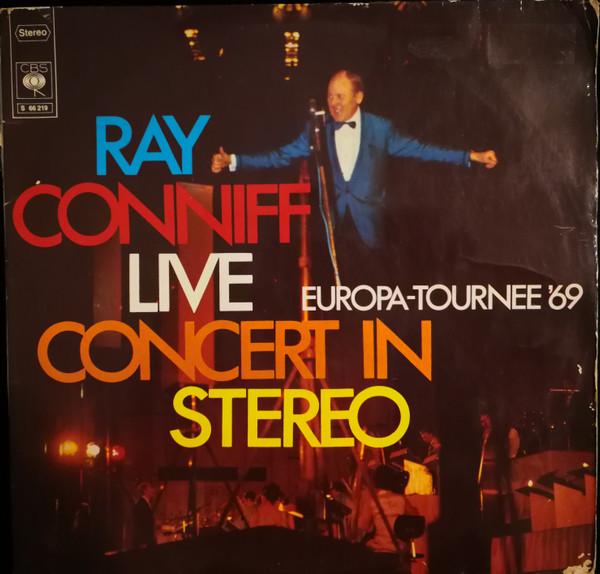 Stereo
CBS
S 66 219
RAY
CONNIFF
LIVE
EUROPA-TOURNEE '69
CONCERT IN
STEREO